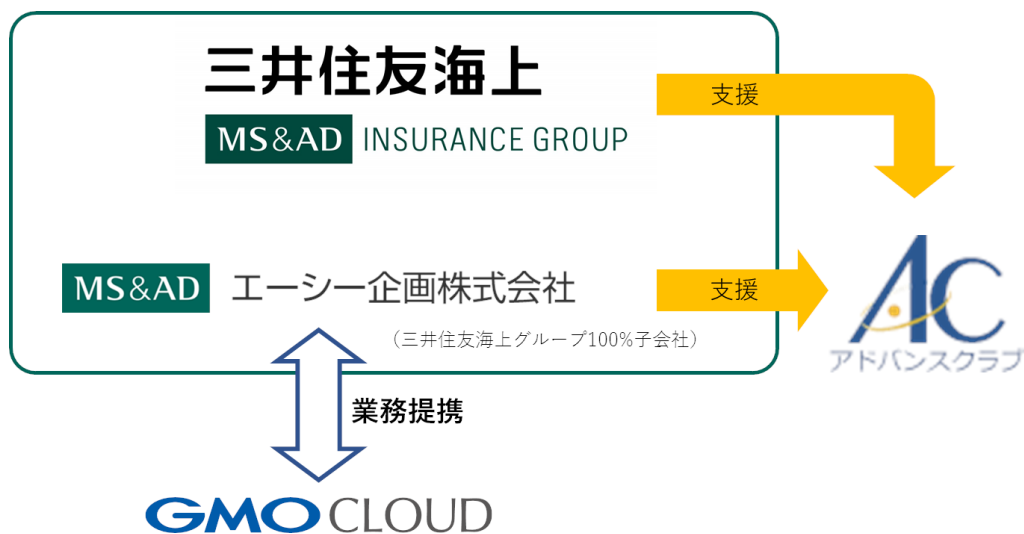 三井住友海上
支援
MS&AD INSURANCE GROUP
MS&AD エーシー企画株式会社
支援
（三井住友海上グループ100%子会社）
AC
アドバンスクラブ
業務提携
GMO CLOUD